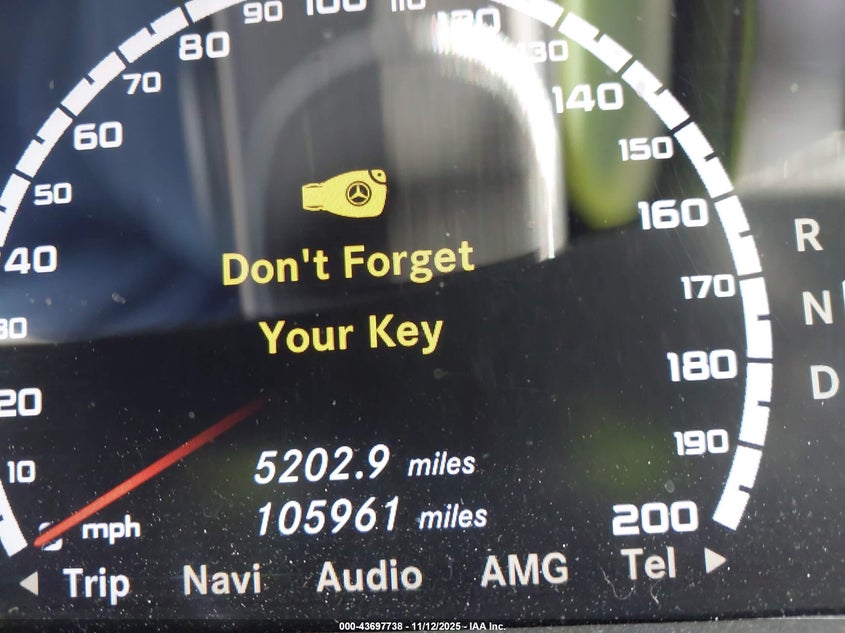 90 100 110
80 120
70 130
60 140
50 150
40 160 R
Don't Forget
170
30 N
Your Key
180
20 D
190
10
5202.9 miles
105961 miles
200
0 mph
Trip Navi Audio AMG Tel
000-43697738 - 11/12/2025 - IAA Inc.